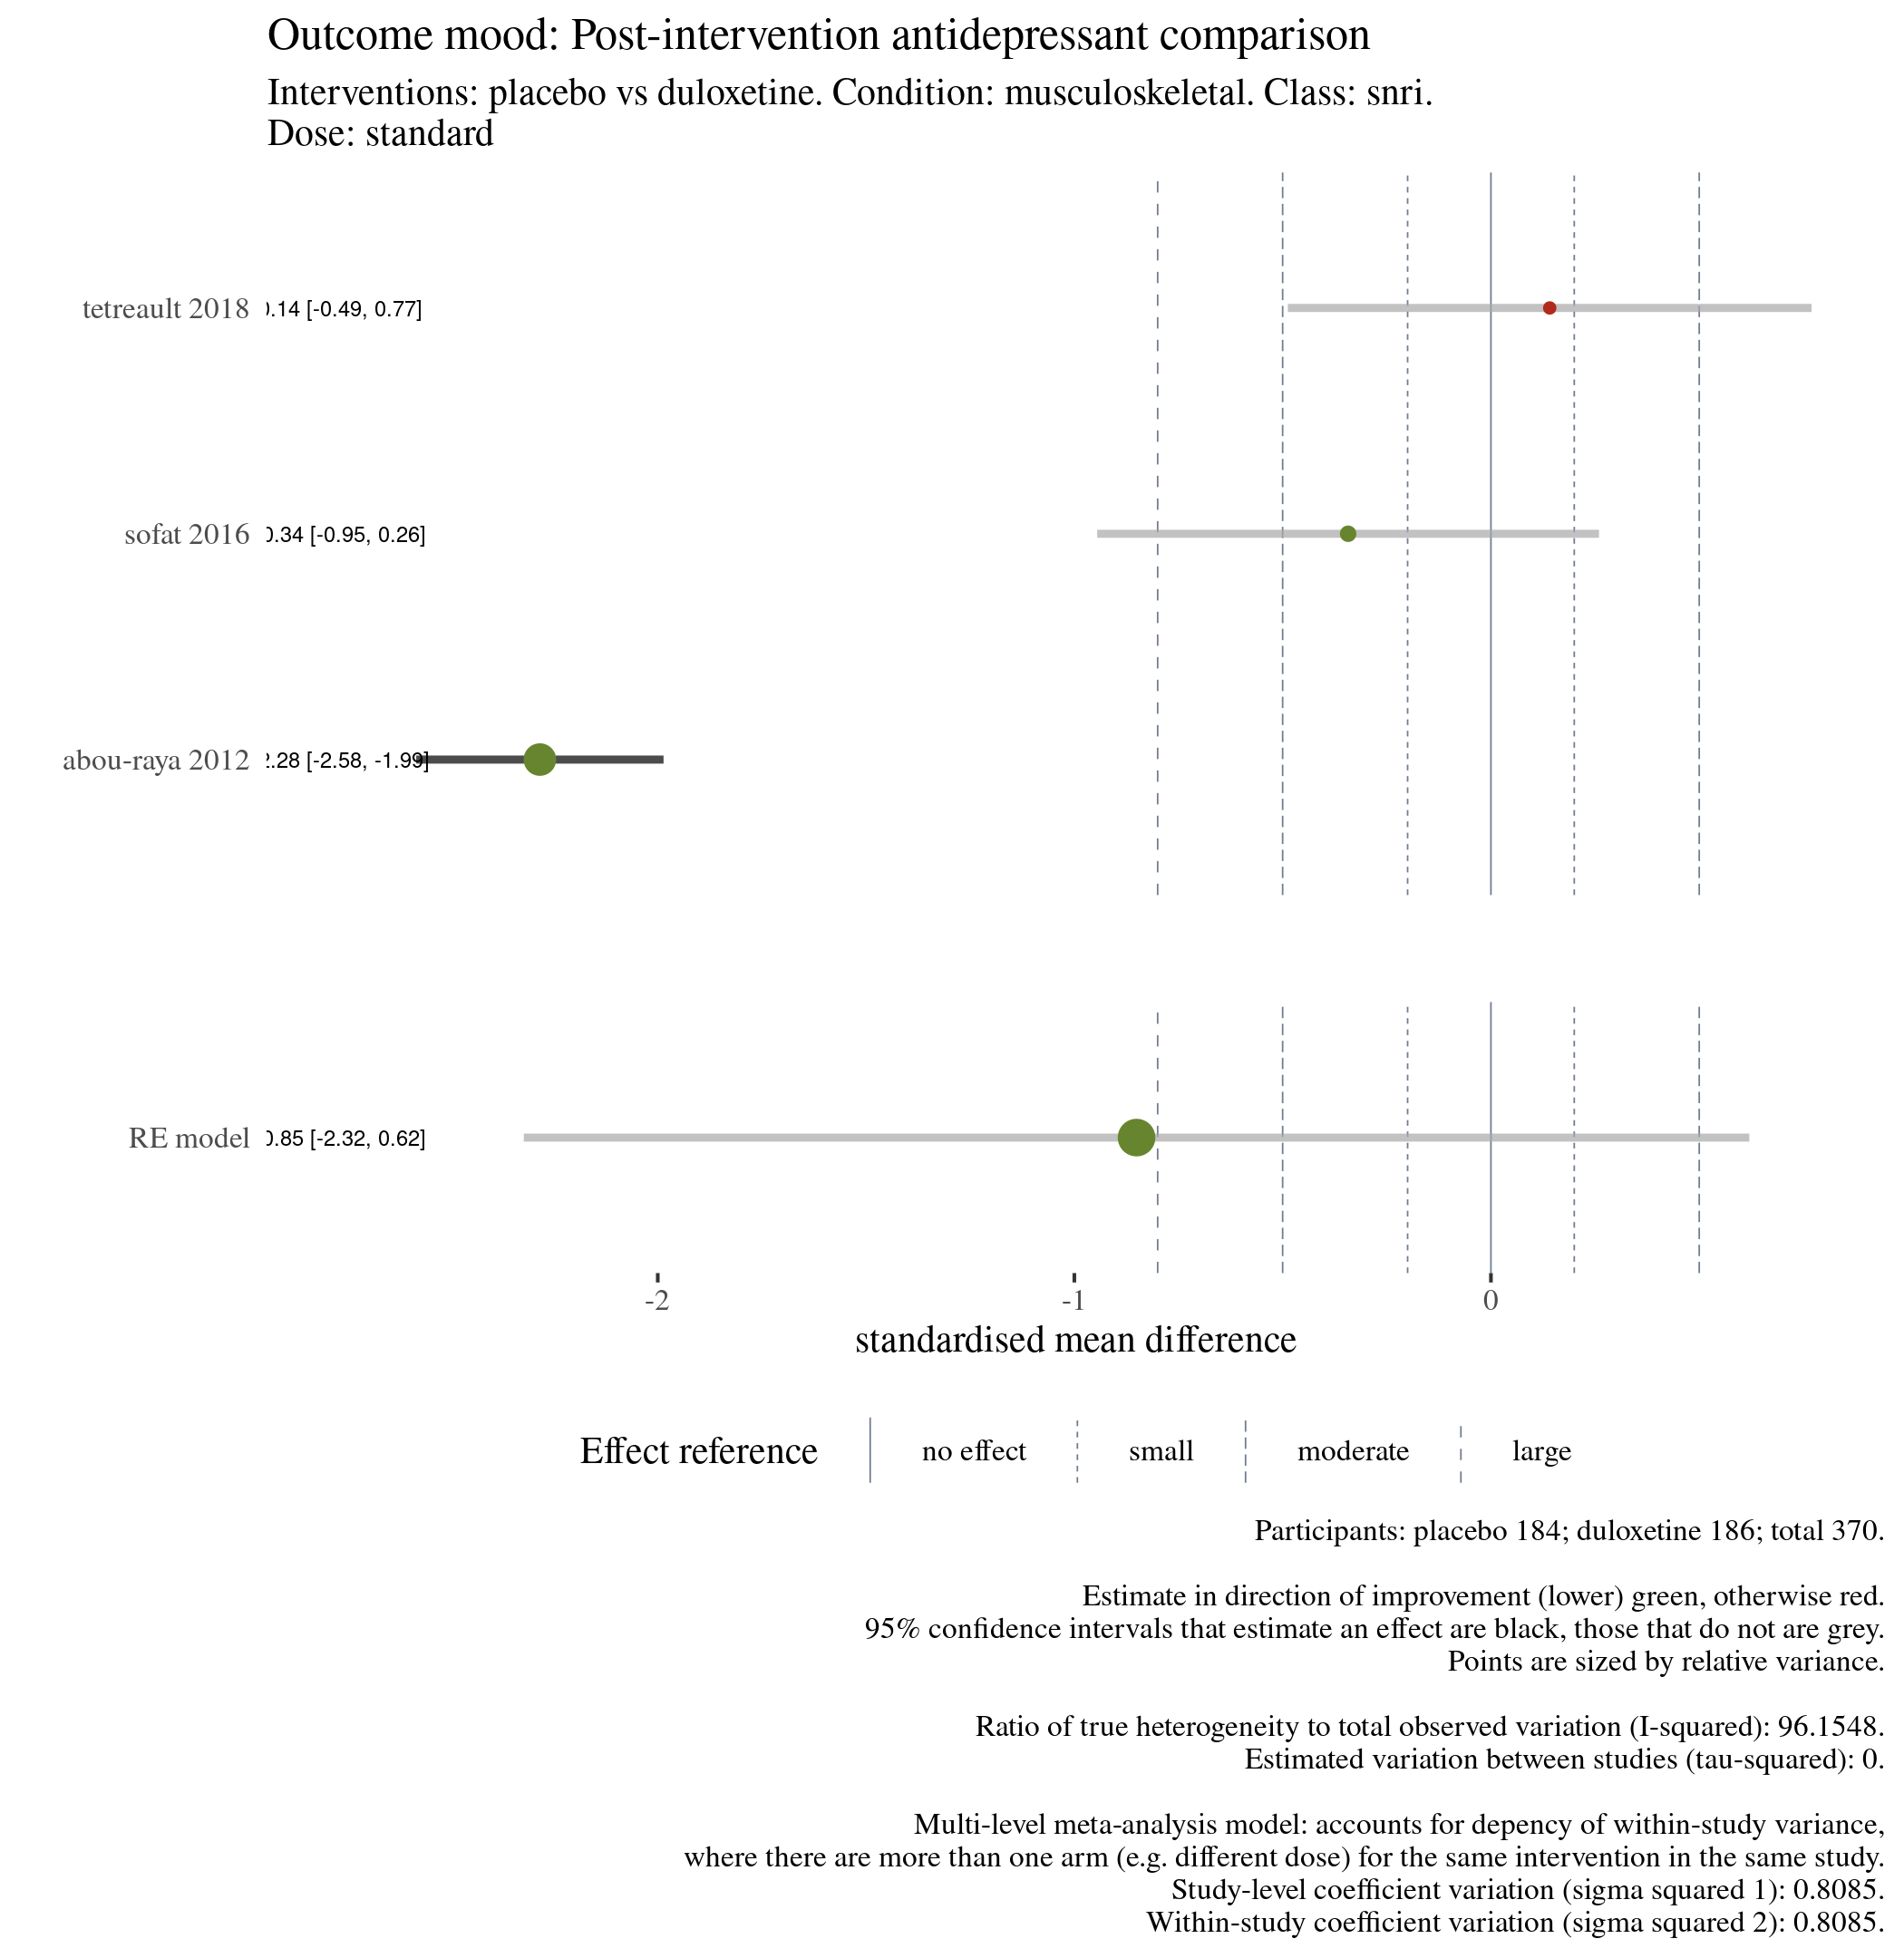 Outcome mood: Post-intervention antidepressant comparison
Interventions: placebo vs duloxetine. Condition: musculoskeletal. Class: snri.
Dose: standard
tetreault 2018 .14 [-0.49, 0.77]
sofat 2016 0.34 [-0.95, 0.26]
abou-raya 2012 .28 [-2.58, -1.99]
RE model 0.85 [-2.32, 0.62]
-2 -1 0
standardised mean difference
Effect reference no effect small moderate large
Participants: placebo 184; duloxetine 186; total 370.
Estimate in direction of improvement (lower) green, otherwise red.
95% confidence intervals that estimate an effect are black, those that do not are grey.
Points are sized by relative variance.
Ratio of true heterogeneity to total observed variation (I-squared): 96.1548.
Estimated variation between studies (tau-squared): 0.
Multi-level meta-analysis model: accounts for depency of within-study variance,
where there are more than one arm (e.g. different dose) for the same intervention in the same study.
Study-level coefficient variation (sigma squared 1): 0.8085.
Within-study coefficient variation (sigma squared 2): 0.8085.